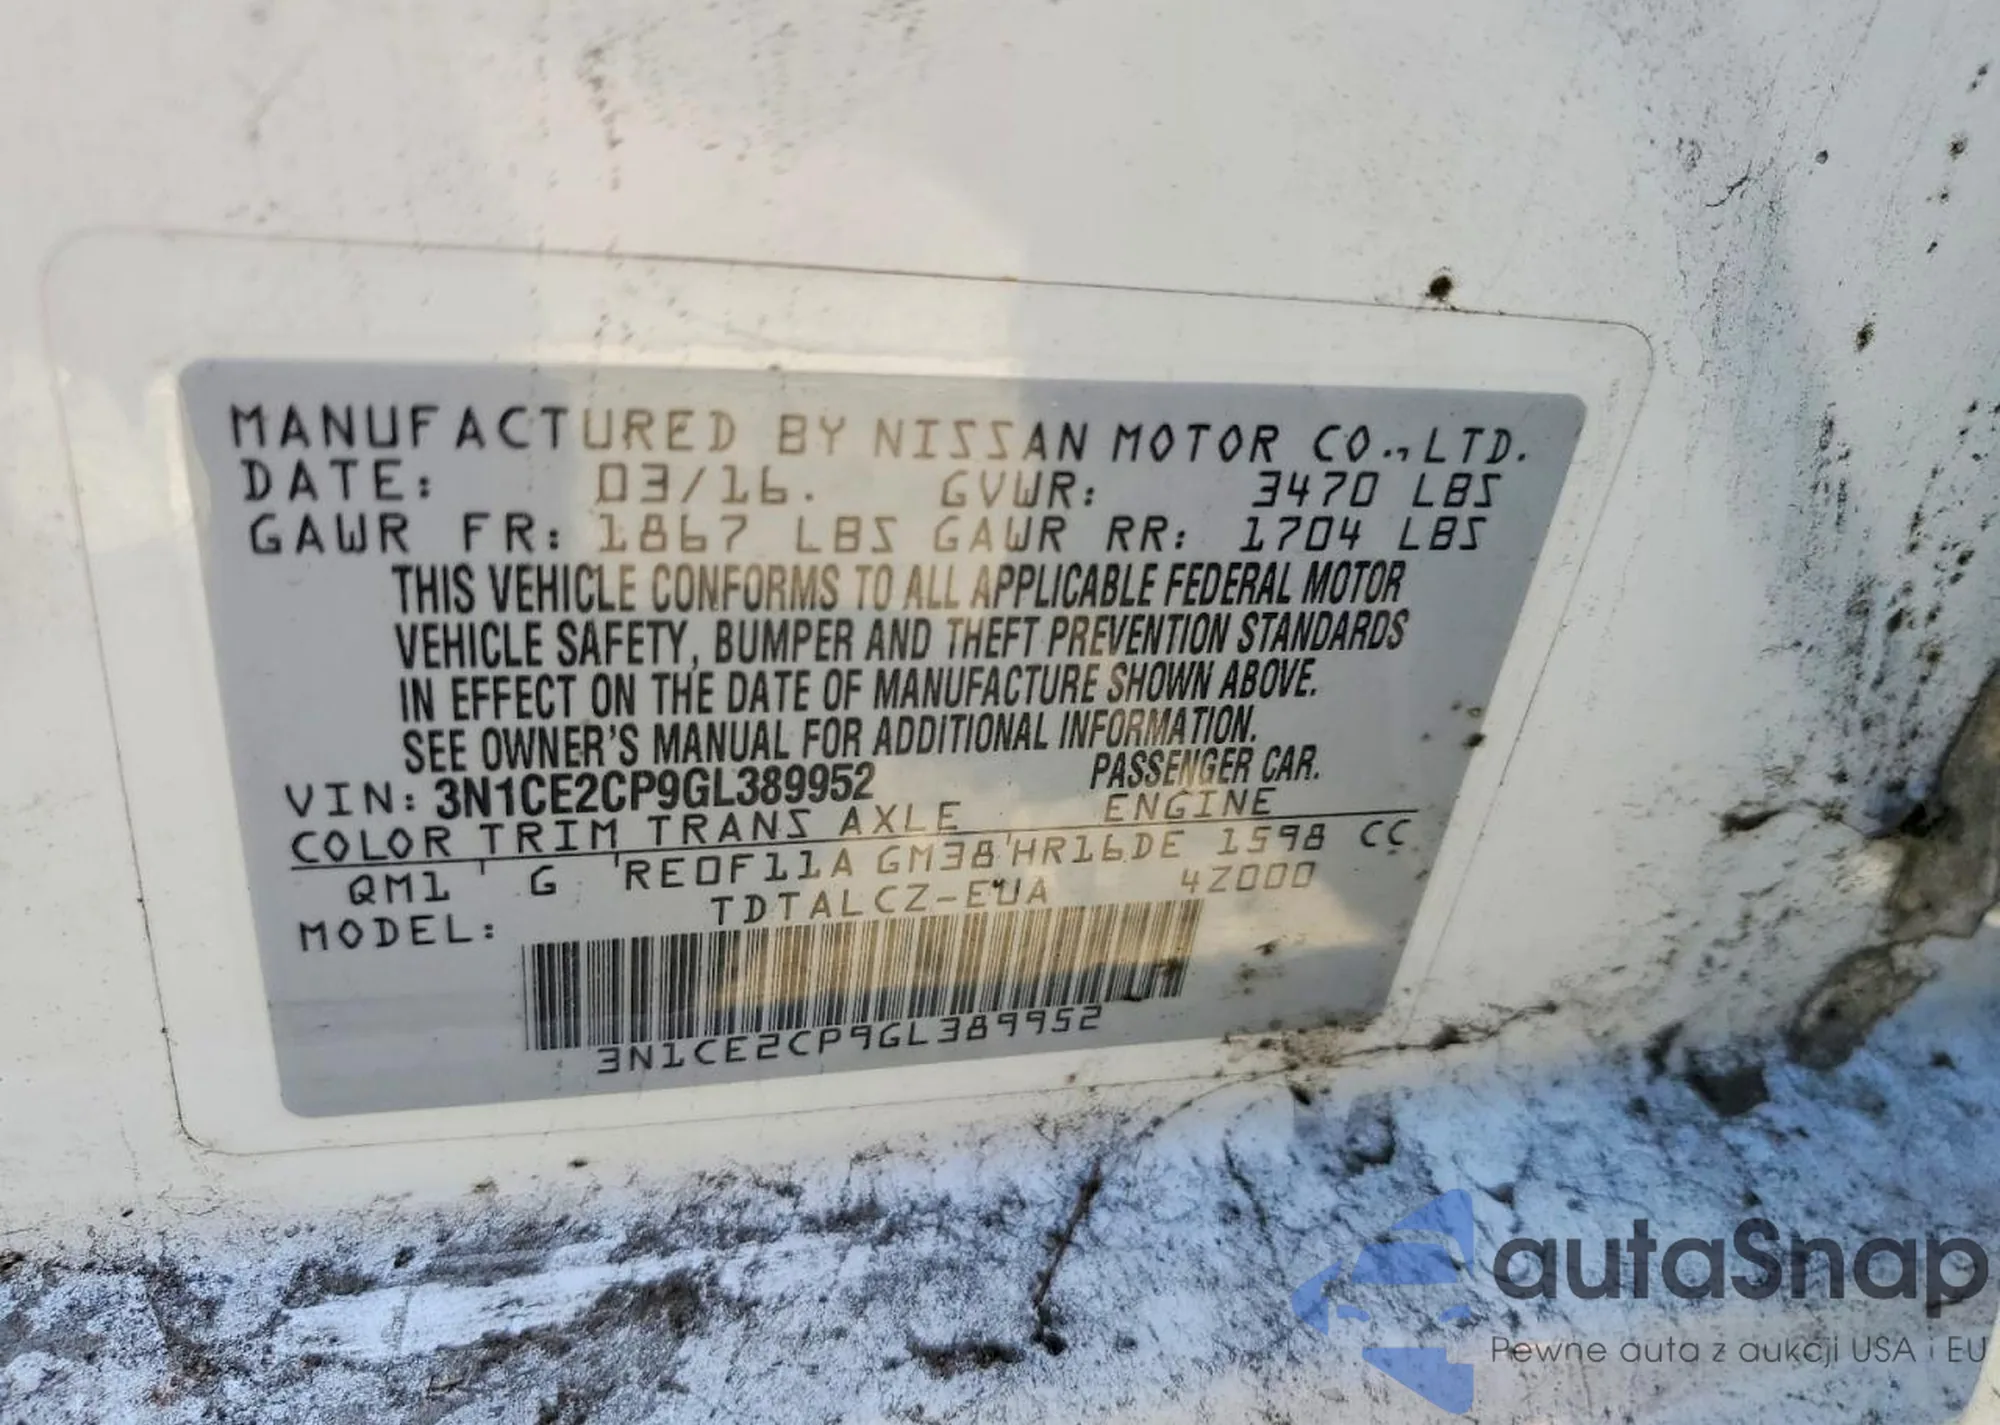 MANUFACTURED BY NISSAN MOTOR CO., LTD.
DATE: 03/16. GVWR: 3470 LBS
GAWR FR: 1867 LBS GAWR RR: 1704 LBS
THIS VEHICLE CONFORMS TO ALL APPLICABLE FEDERAL MOTOR
VEHICLE SAFETY, BUMPER AND THEFT PREVENTION STANDARDS
IN EFFECT ON THE DATE OF MANUFACTURE SHOWN ABOVE.
SEE OWNER'S MANUAL FOR ADDITIONAL INFORMATION.
VIN: 3N1CE2CP9GL389952 PASSENGER CAR.
COLOR TRIM TRANS AXLE ENGINE
QM1 G RE0F11A GM38 HR16DE 1598 CC
MODEL: TDTALCZ-EUA 4Z000
3N1CE2CP9GL389952
autaSnap
Pewne auta z aukcji USA i EU